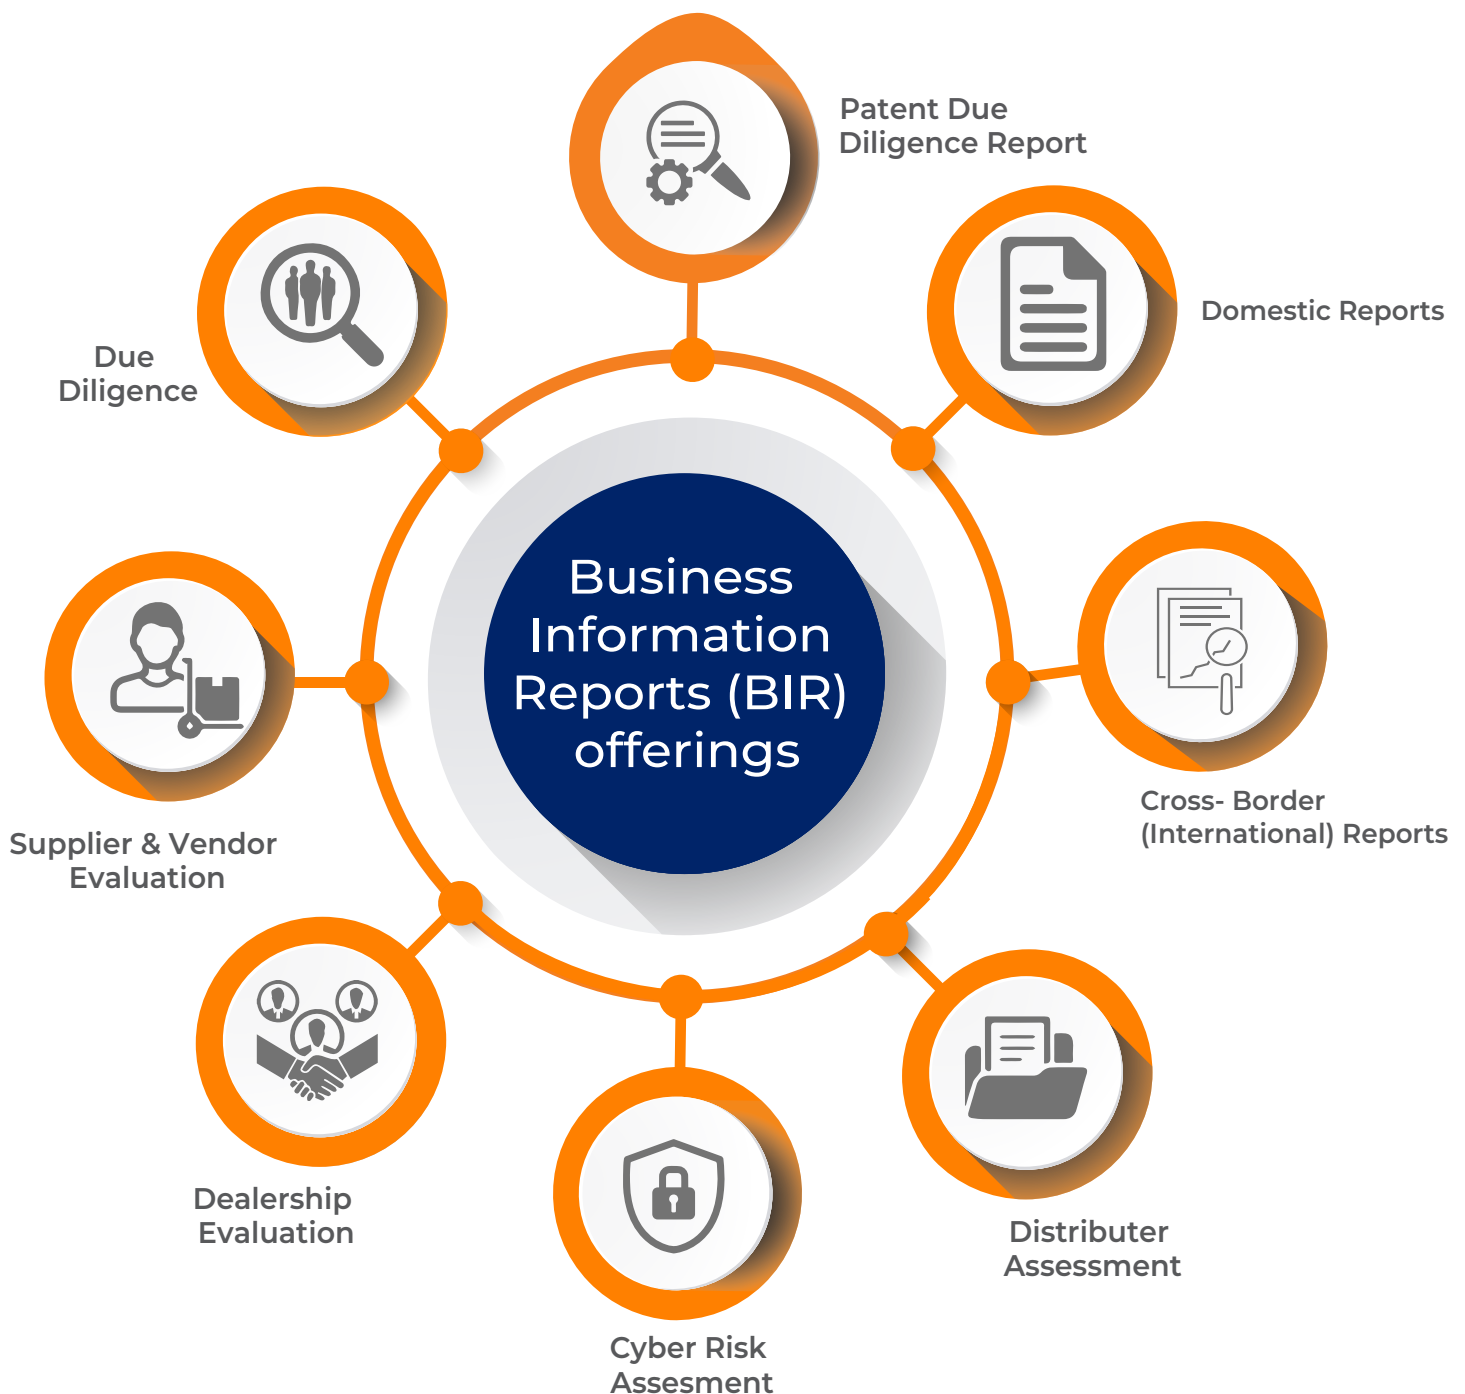 Patent Due
Diligence Report
Domestic Reports
Cross- Border
(International) Reports
Distributer
Assessment
Cyber Risk
Assesment
Dealership
Evaluation
Supplier & Vendor
Evaluation
Due
Diligence
Business
Information
Reports (BIR)
offerings